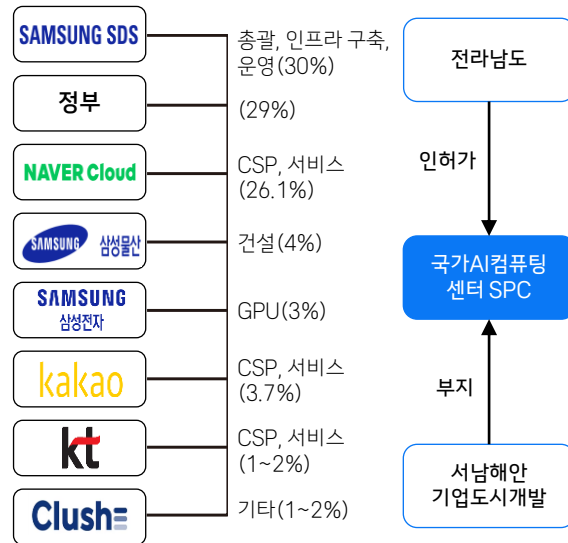 SAMSUNG SDS
총괄, 인프라 구축,
운영(30%)
정부
(29%)
NAVER Cloud
CSP, 서비스
(26.1%)
SAMSUNG 삼성물산
건설(4%)
SAMSUNG
삼성전자
GPU(3%)
kakao
CSP, 서비스
(3.7%)
kt
CSP, 서비스
(1~2%)
Clush
기타(1~2%)
전라남도
인허가
국가AI컴퓨팅
센터 SPC
부지
서남해안
기업도시개발